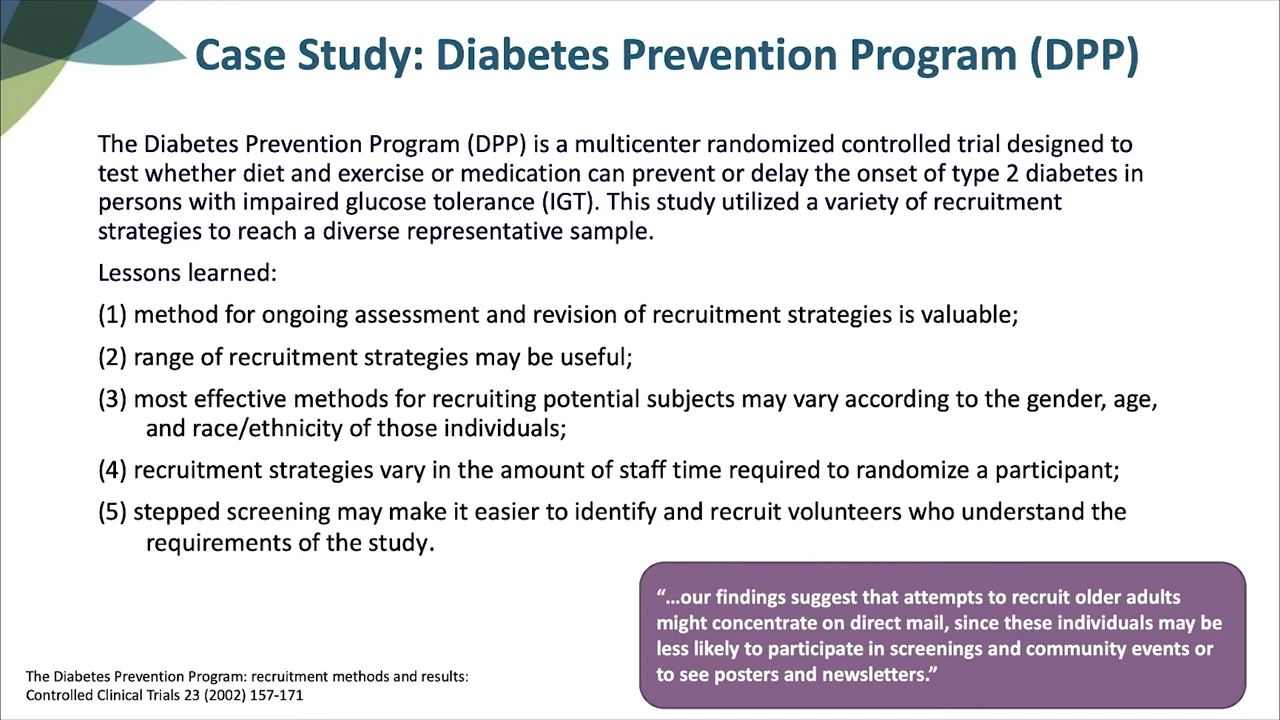 Case Study: Diabetes Prevention Program (DPP)
The Diabetes Prevention Program (DPP) is a multicenter randomized controlled trial designed to
test whether diet and exercise or medication can prevent or delay the onset of type 2 diabetes in
persons with impaired glucose tolerance (IGT). This study utilized a variety of recruitment
strategies to reach a diverse representative sample.
Lessons learned:
(1) method for ongoing assessment and revision of recruitment strategies is valuable;
(2) range of recruitment strategies may be useful;
(3) most effective methods for recruiting potential subjects may vary according to the gender, age,
and race/ethnicity of those individuals;
(4) recruitment strategies vary in the amount of staff time required to randomize a participant;
(5) stepped screening may make it easier to identify and recruit volunteers who understand the
requirements of the study.
“…our findings suggest that attempts to recruit older adults
might concentrate on direct mail, since these individuals may be
less likely to participate in screenings and community events or
to see posters and newsletters.”
The Diabetes Prevention Program: recruitment methods and results:
Controlled Clinical Trials 23 (2002) 157-171